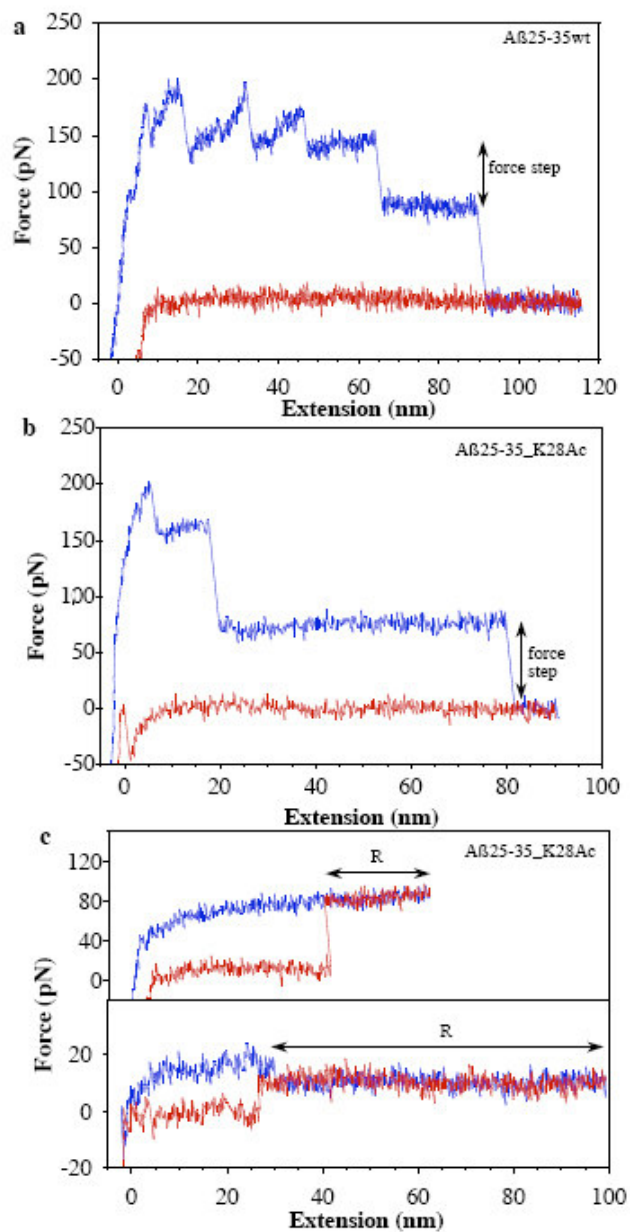 a
250
Aß25-35wt
200
150
force step
100
50
0
-50
0 20 40 60 80 100 120
Extension (nm)
Force (pN)
b
250
Aß25-35_K28Ac
200
150
100
50
force
step
0
-50
0 20 40 60 80 100
Extension (nm)
Force (pN)
c
120
R
Aß25-35_K28Ac
80
40
0
R
20
0
-20
0 20 40 60 80 100
Extension (nm)
Force (pN)